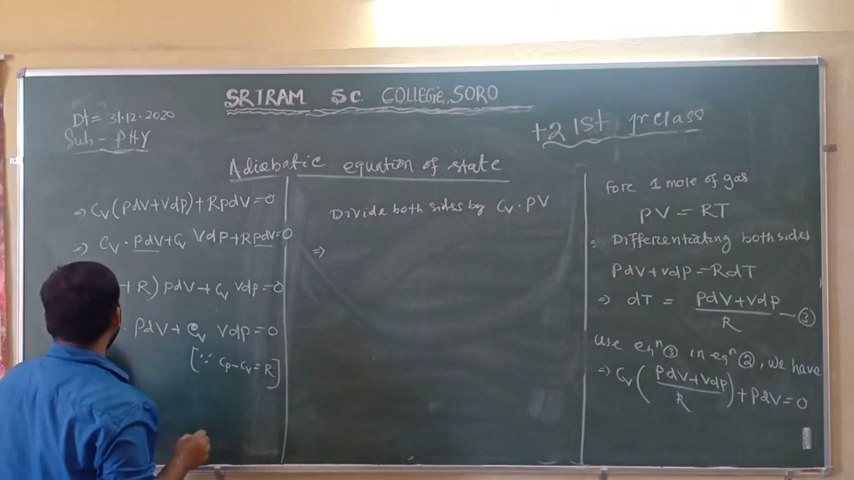 SRIRAM SC. COLLEGE, SORO
Dt= 31.12.2020
Sub - PHY
+2 1st yr class
Adiabatic equation of state
⇒ Cv(PdV+Vdp)+RpdV=0
⇒ Cv · PdV + Cv Vdp+RPdV=0
+ R) pdV + Cv Vdp=0
· PdV + Cv Vdp = 0
[∵ Cp-Cv=R]
Divide both sides by Cv · PV
⇒
Fore 1 mole of gas
PV = RT
Differentiating both sides
PdV+vdp=RdT
⇒ dT = PdV+Vdp/R — ③
Use eqn ③ in eqn ②, we have
⇒ Cv (PdV+Vdp/R) + PdV=0